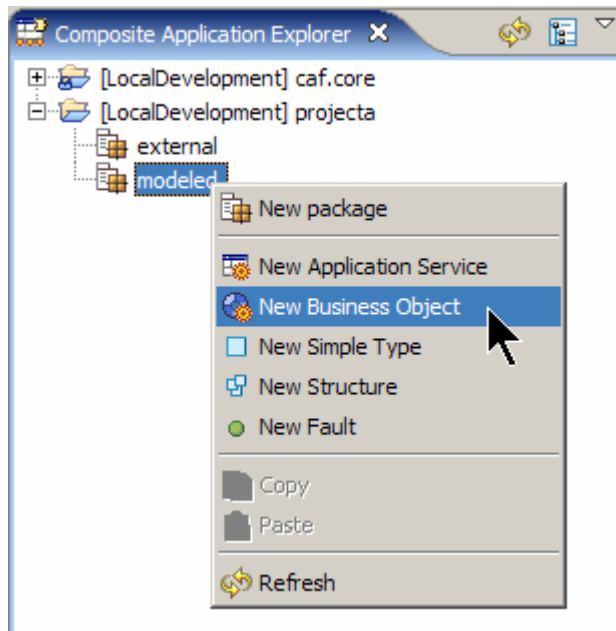 Composite Application Explorer
[LocalDevelopment] caf.core
[LocalDevelopment] projecta
external
modeled
New package
New Application Service
New Business Object
New Simple Type
New Structure
New Fault
Copy
Paste
Refresh